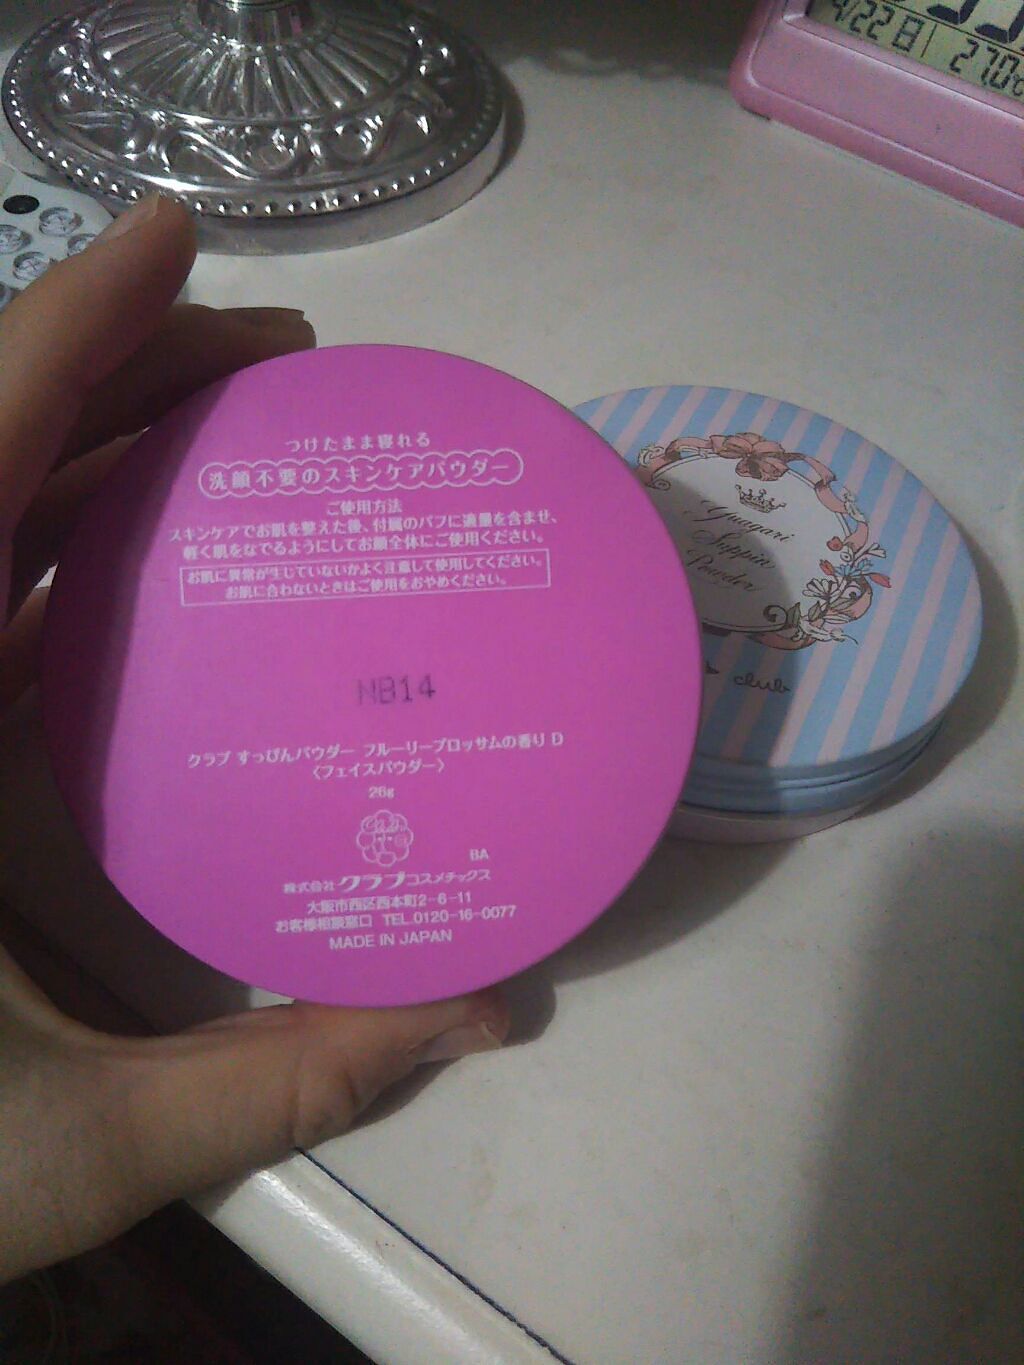 4/22日 27.0℃
つけたまま寝れる
洗顔不要のスキンケアパウダー
ご使用方法
スキンケアでお肌を整えた後、付属のパフに適量を含ませ、
軽く肌をなでるようにしてお顔全体にご使用ください。
お肌に異常が生じていないかよく注意して使用してください。
お肌に合わないときはご使用をおやめください。
NB14
クラブ すっぴんパウダー フルーリーブロッサムの香り D
〈フェイスパウダー〉
26g
BA
株式会社 クラブコスメチックス
大阪市西区西本町2-6-11
お客様相談窓口 TEL.0120-16-0077
MADE IN JAPAN
Yuagari
Suppin
Powder
club